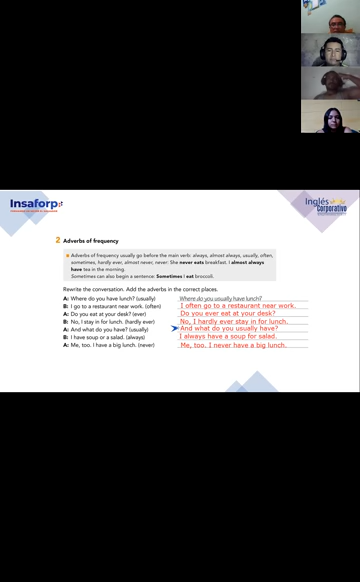 Insaforp
Inglés
Corporativo
2 Adverbs of frequency
Adverbs of frequency usually go before the main verb: always, almost always, usually, often,
sometimes, hardly ever, almost never, never: She never eats breakfast. I almost always
have tea in the morning.
Sometimes can also begin a sentence: Sometimes I eat broccoli.
Rewrite the conversation. Add the adverbs in the correct places.
A: Where do you have lunch? (usually) Where do you usually have lunch?
B: I go to a restaurant near work. (often) I often go to a restaurant near work.
A: Do you eat at your desk? (ever) Do you ever eat at your desk?
B: No, I stay in for lunch. (hardly ever) No, I hardly ever stay in for lunch.
A: And what do you have? (usually) And what do you usually have?
B: I have soup or a salad. (always) I always have a soup for salad.
A: Me, too. I have a big lunch. (never) Me, too. I never have a big lunch.